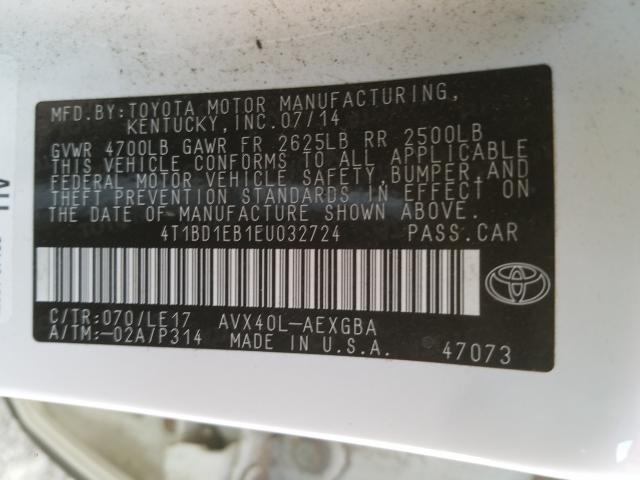 MFD.BY:TOYOTA MOTOR MANUFACTURING,
KENTUCKY, INC.07/14
GVWR 4700LB GAWR FR 2625LB RR 2500LB
THIS VEHICLE CONFORMS TO ALL APPLICABLE
FEDERAL MOTOR VEHICLE SAFETY, BUMPER, AND
THEFT PREVENTION STANDARDS IN EFFECT ON
THE DATE OF MANUFACTURE SHOWN ABOVE.
4T1BD1EB1EU032724 PASS.CAR
C/TR:070/LE17 AVX40L-AEXGBA
A/TM:-02A/P314 MADE IN U.S.A. 47073